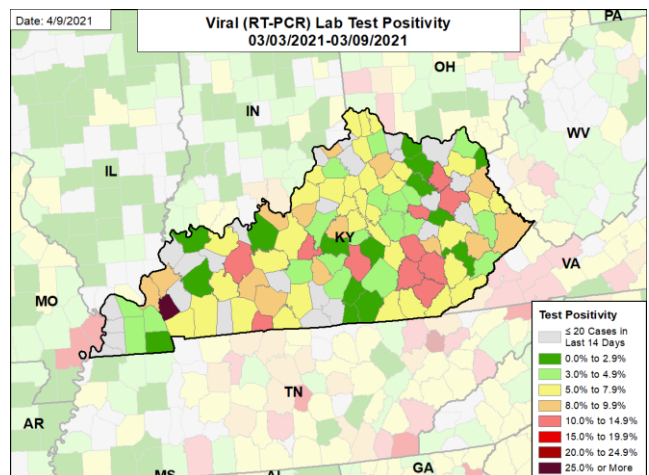 Date: 4/9/2021
Viral (RT-PCR) Lab Test Positivity
03/03/2021-03/09/2021
PA
OH
IN
WV
IL
KY
VA
MO
TN
AR
MS
AL
GA
Test Positivity
≤ 20 Cases in
Last 14 Days
0.0% to 2.9%
3.0% to 4.9%
5.0% to 7.9%
8.0% to 9.9%
10.0% to 14.9%
15.0% to 19.9%
20.0% to 24.9%
25.0% or More